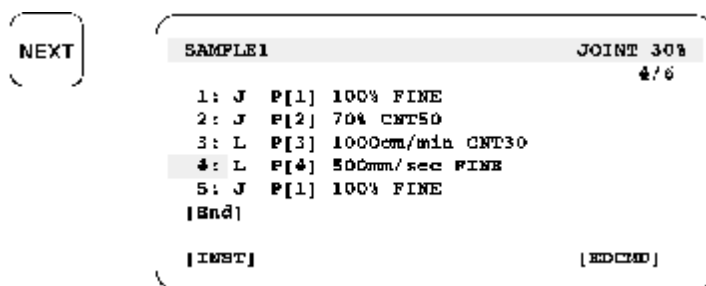 NEXT
SAMPLE1 JOINT 30%
4/6
1: J P[1] 100% FINE
2: J P[2] 70% CNT50
3: L P[3] 1000cm/min CNT30
4: L P[4] 500mm/sec FINE
5: J P[1] 100% FINE
[End]
[INST] [EDCMD]